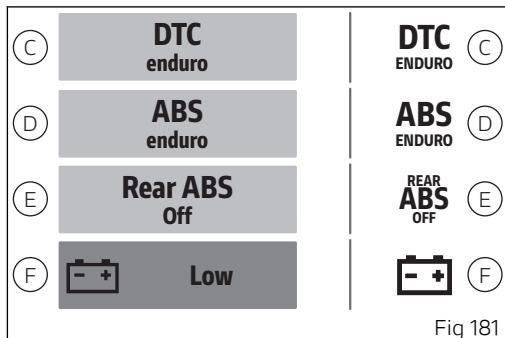 C DTC DTC C
enduro ENDURO
D ABS ABS D
enduro ENDURO
E Rear ABS REAR ABS E
Off OFF
F - + Low - + F
Fig 181